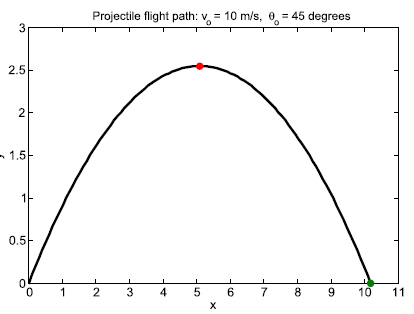 Projectile flight path: vo = 10 m/s, θo = 45 degrees
3
2.5
2
1.5
1
0.5
0
0 1 2 3 4 5 6 7 8 9 10 11
x